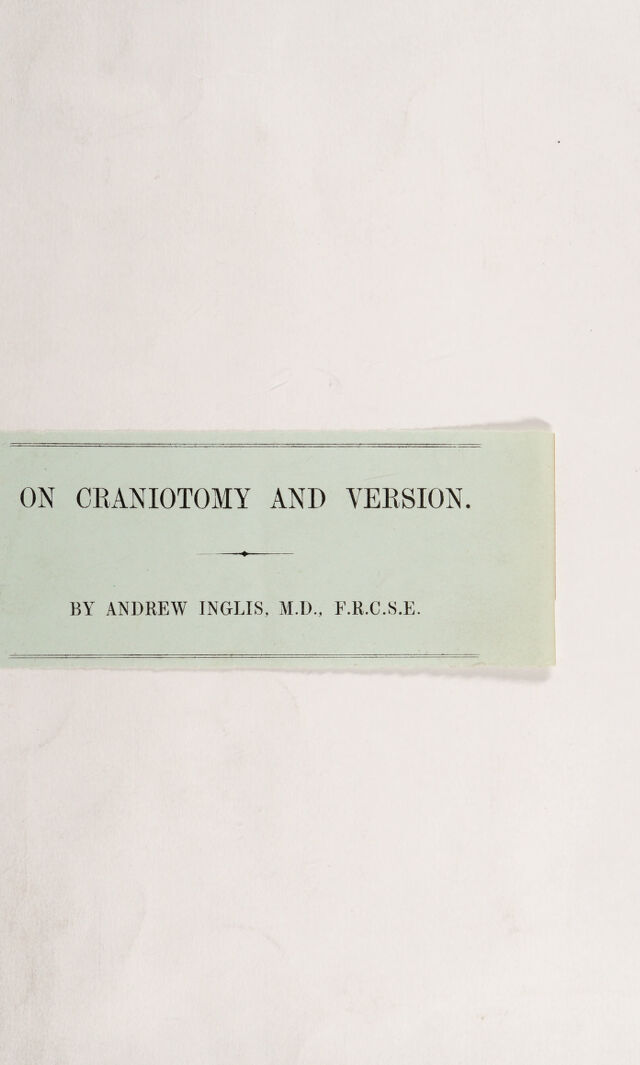 ON CRANIOTOMY AND VERSION.
BY ANDREW INGLIS, M.D., F.R.C.S.E.